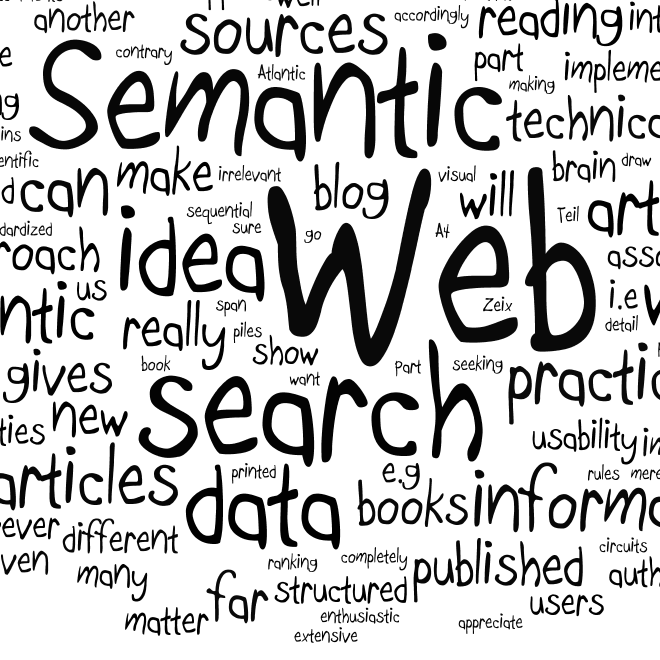 another
well
accordingly
reading
int
sources
contrary
Atlantic
part
impleme
making
Semantic
technica
ins
entific
can
make
irrelevant
blog
visual
will
brain
draw
dardized
sequential
sure
go
A4
Teil
art
roach
idea
Web
asso
us
span
Zeix
i.e
ntic
really
piles
detail
show
book
want
Part
seeking
gives
search
practic
ties
new
usability
in
articles
printed
e.g
rules
mere
data
books
informa
ever
different
circuits
ven
many
ranking
completely
published
auth
matter
far
structured
users
enthusiastic
appreciate
extensive